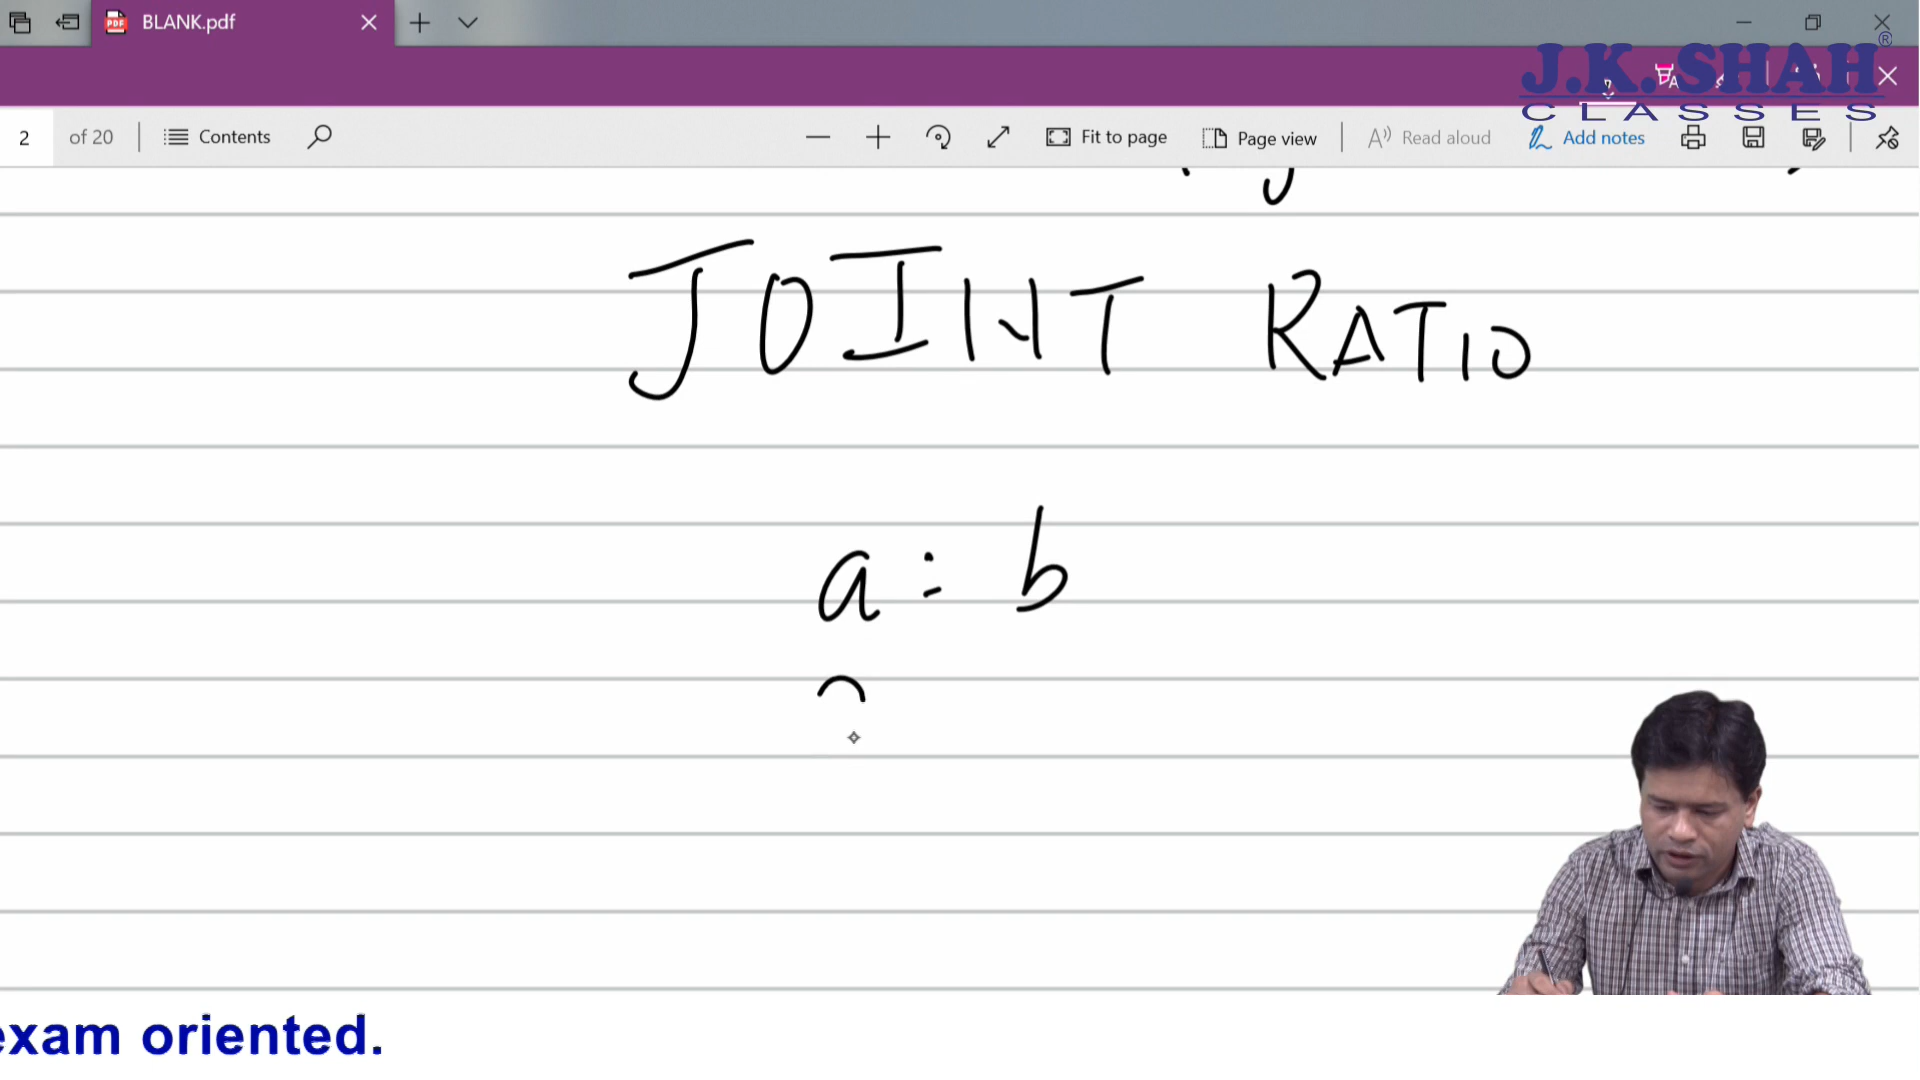 BLANK.pdf
J.K.SHAH®
CLASSES
2 of 20 Contents Fit to page Page view Read aloud Add notes
JOINT RATIO
a : b
exam oriented.